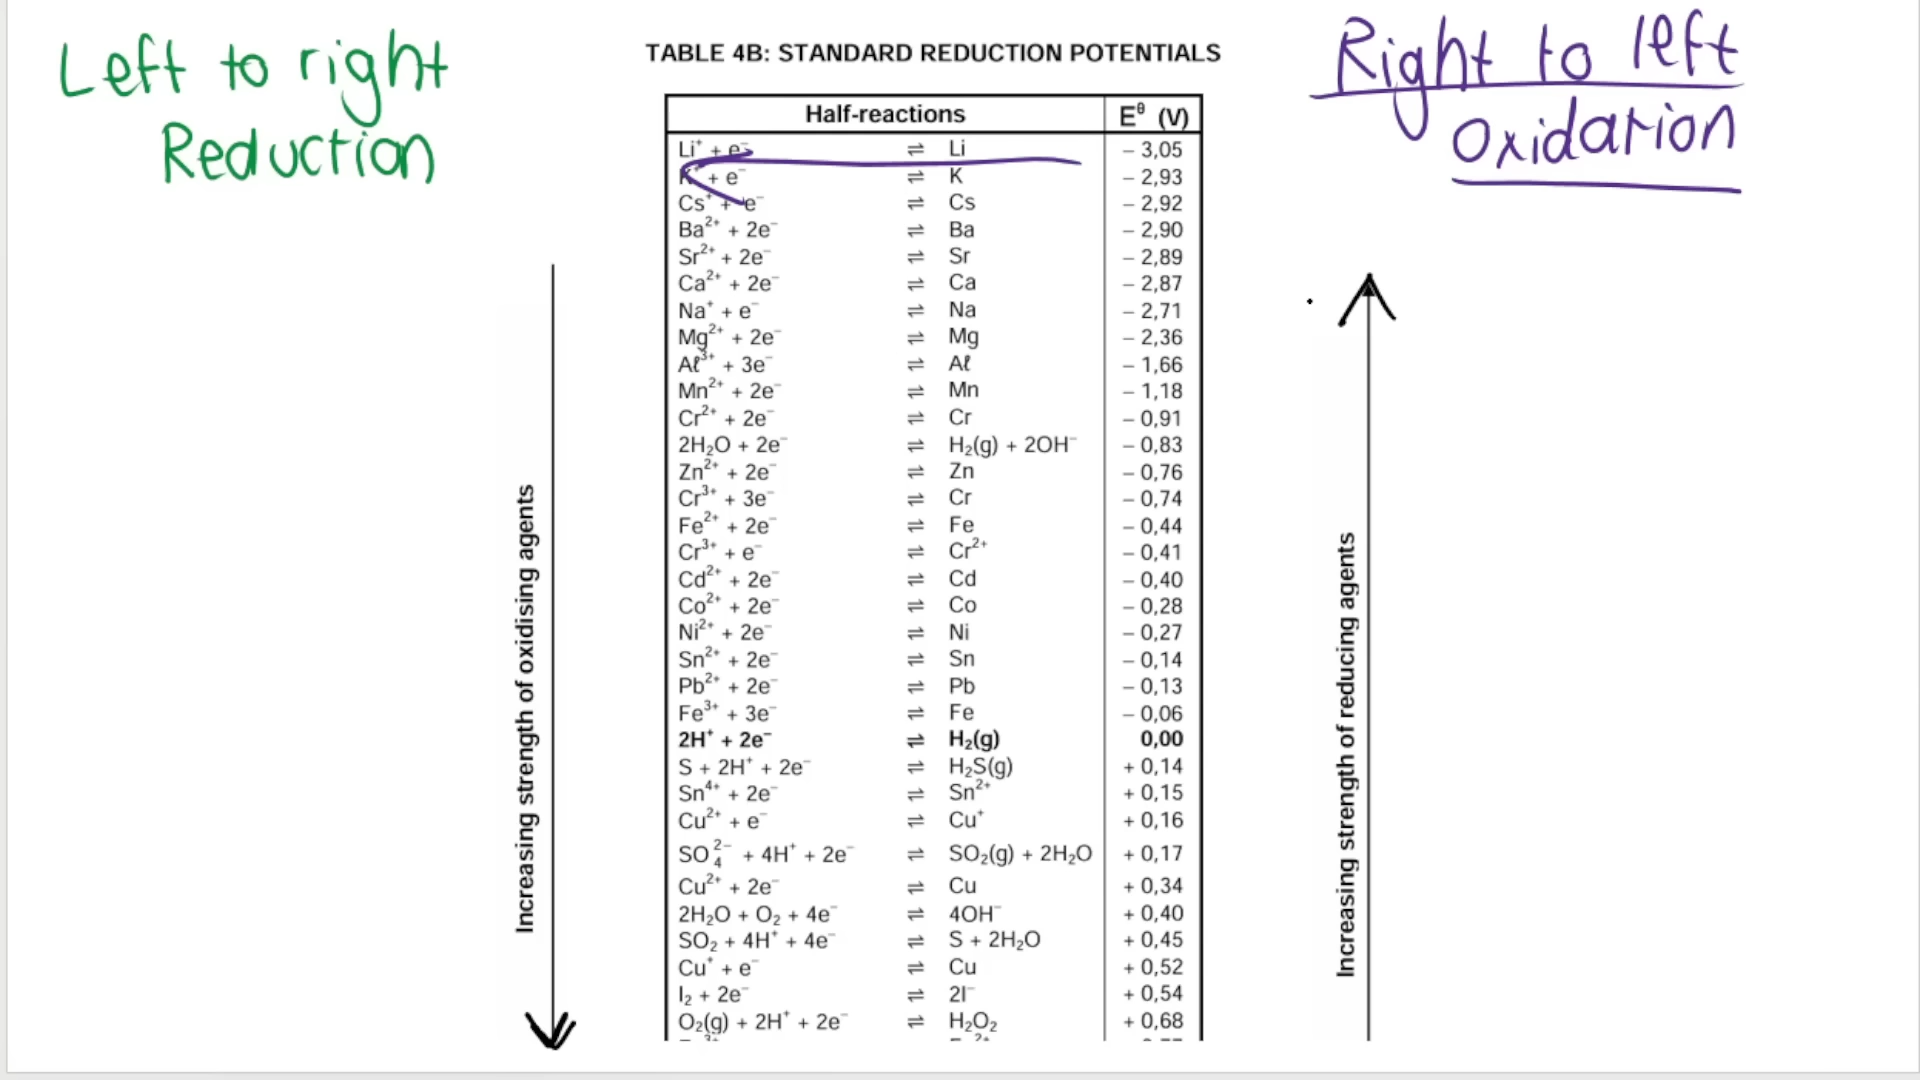 Left to right
Reduction
TABLE 4B: STANDARD REDUCTION POTENTIALS
Right to left
Oxidation
Half-reactions E^θ (V)
Li⁺ + e⁻ ⇌ Li – 3,05
K⁺ + e⁻ ⇌ K – 2,93
Cs⁺ + e⁻ ⇌ Cs – 2,92
Ba²⁺ + 2e⁻ ⇌ Ba – 2,90
Sr²⁺ + 2e⁻ ⇌ Sr – 2,89
Ca²⁺ + 2e⁻ ⇌ Ca – 2,87
Na⁺ + e⁻ ⇌ Na – 2,71
Mg²⁺ + 2e⁻ ⇌ Mg – 2,36
Aℓ³⁺ + 3e⁻ ⇌ Aℓ – 1,66
Mn²⁺ + 2e⁻ ⇌ Mn – 1,18
Cr²⁺ + 2e⁻ ⇌ Cr – 0,91
2H₂O + 2e⁻ ⇌ H₂(g) + 2OH⁻ – 0,83
Zn²⁺ + 2e⁻ ⇌ Zn – 0,76
Cr³⁺ + 3e⁻ ⇌ Cr – 0,74
Fe²⁺ + 2e⁻ ⇌ Fe – 0,44
Cr³⁺ + e⁻ ⇌ Cr²⁺ – 0,41
Cd²⁺ + 2e⁻ ⇌ Cd – 0,40
Co²⁺ + 2e⁻ ⇌ Co – 0,28
Ni²⁺ + 2e⁻ ⇌ Ni – 0,27
Sn²⁺ + 2e⁻ ⇌ Sn – 0,14
Pb²⁺ + 2e⁻ ⇌ Pb – 0,13
Fe³⁺ + 3e⁻ ⇌ Fe – 0,06
2H⁺ + 2e⁻ ⇌ H₂(g) 0,00
S + 2H⁺ + 2e⁻ ⇌ H₂S(g) + 0,14
Sn⁴⁺ + 2e⁻ ⇌ Sn²⁺ + 0,15
Cu²⁺ + e⁻ ⇌ Cu⁺ + 0,16
SO₄²⁻ + 4H⁺ + 2e⁻ ⇌ SO₂(g) + 2H₂O + 0,17
Cu²⁺ + 2e⁻ ⇌ Cu + 0,34
2H₂O + O₂ + 4e⁻ ⇌ 4OH⁻ + 0,40
SO₂ + 4H⁺ + 4e⁻ ⇌ S + 2H₂O + 0,45
Cu⁺ + e⁻ ⇌ Cu + 0,52
I₂ + 2e⁻ ⇌ 2I⁻ + 0,54
O₂(g) + 2H⁺ + 2e⁻ ⇌ H₂O₂ + 0,68
Increasing strength of oxidising agents
Increasing strength of reducing agents